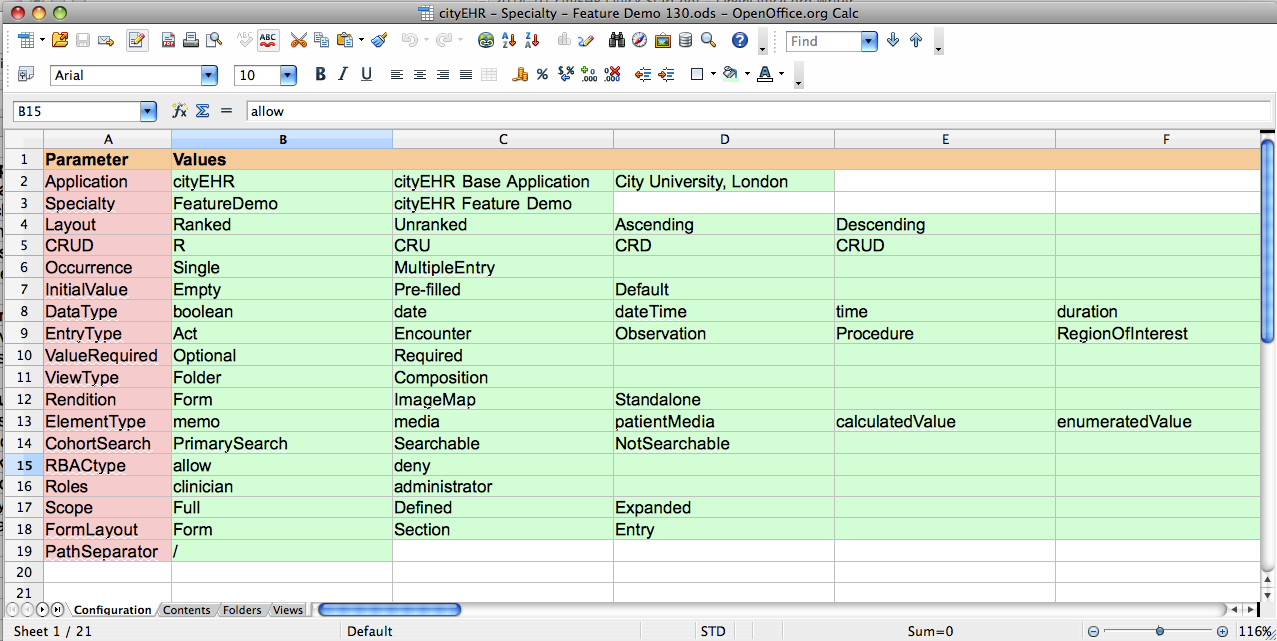 cityEHR - Specialty - Feature Demo 130.ods - OpenOffice.org Calc
ABC ABC A Z Z A ? Find
Arial 10 B I U % A
B15 fx Σ = allow
A B C D E F
1 Parameter Values
2 Application cityEHR cityEHR Base Application City University, London
3 Specialty FeatureDemo cityEHR Feature Demo
4 Layout Ranked Unranked Ascending Descending
5 CRUD R CRU CRD CRUD
6 Occurrence Single MultipleEntry
7 InitialValue Empty Pre-filled Default
8 DataType boolean date dateTime time duration
9 EntryType Act Encounter Observation Procedure RegionOfInterest
10 ValueRequired Optional Required
11 ViewType Folder Composition
12 Rendition Form ImageMap Standalone
13 ElementType memo media patientMedia calculatedValue enumeratedValue
14 CohortSearch PrimarySearch Searchable NotSearchable
15 RBACtype allow deny
16 Roles clinician administrator
17 Scope Full Defined Expanded
18 FormLayout Form Section Entry
19 PathSeparator /
20
21
Configuration Contents Folders Views
Sheet 1 / 21 Default STD Sum=0 116%